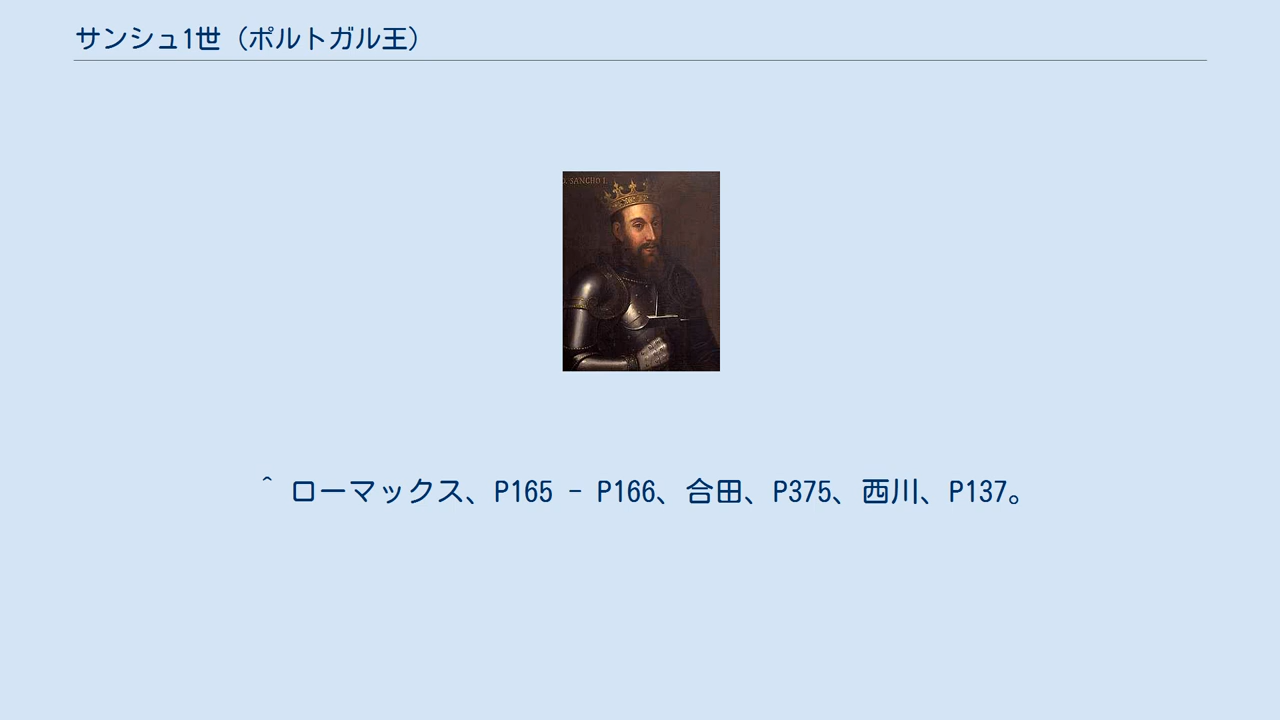 サンシュ1世（ポルトガル王）
D. SANCHO I.
^ ローマックス、P165 - P166、合田、P375、西川、P137。